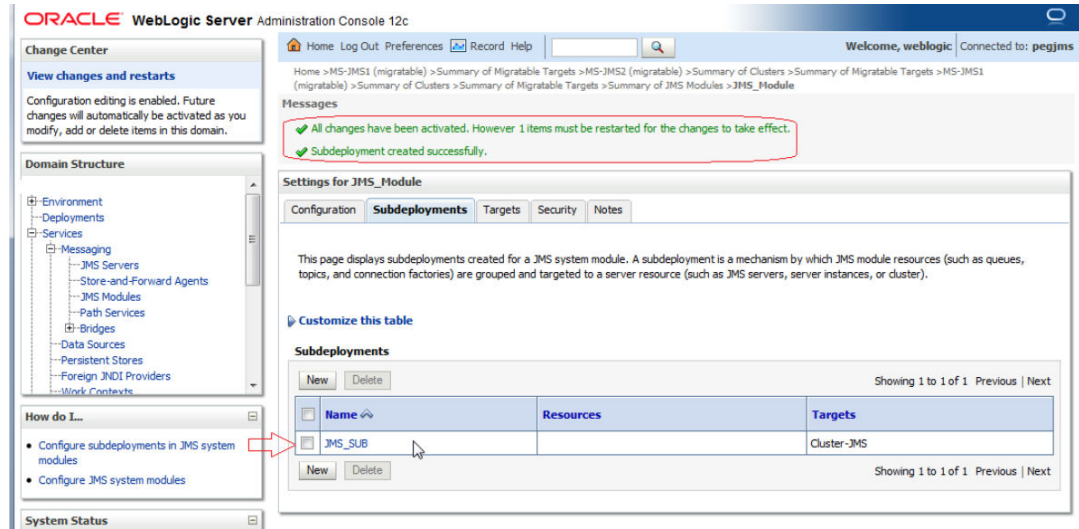 ORACLE WebLogic Server Administration Console 12c
Change Center
View changes and restarts
Configuration editing is enabled. Future
changes will automatically be activated as you
modify, add or delete items in this domain.
Domain Structure
Environment
Deployments
Services
Messaging
JMS Servers
Store-and-Forward Agents
JMS Modules
Path Services
Bridges
Data Sources
Persistent Stores
Foreign JNDI Providers
Work Contexts
How do I...
Configure subdeployments in JMS system
modules
Configure JMS system modules
System Status
Home Log Out Preferences Record Help
Welcome, weblogic Connected to: pegjms
Home >MS-JMS1 (migratable) >Summary of Migratable Targets >MS-JMS2 (migratable) >Summary of Clusters >Summary of Migratable Targets >MS-JMS1
(migratable) >Summary of Clusters >Summary of Migratable Targets >Summary of JMS Modules >JMS_Module
Messages
All changes have been activated. However 1 items must be restarted for the changes to take effect.
Subdeployment created successfully.
Settings for JMS_Module
Configuration Subdeployments Targets Security Notes
This page displays subdeployments created for a JMS system module. A subdeployment is a mechanism by which JMS module resources (such as queues,
topics, and connection factories) are grouped and targeted to a server resource (such as JMS servers, server instances, or cluster).
Customize this table
Subdeployments
New Delete Showing 1 to 1 of 1 Previous | Next
Name Resources Targets
JMS_SUB Cluster-JMS
New Delete Showing 1 to 1 of 1 Previous | Next